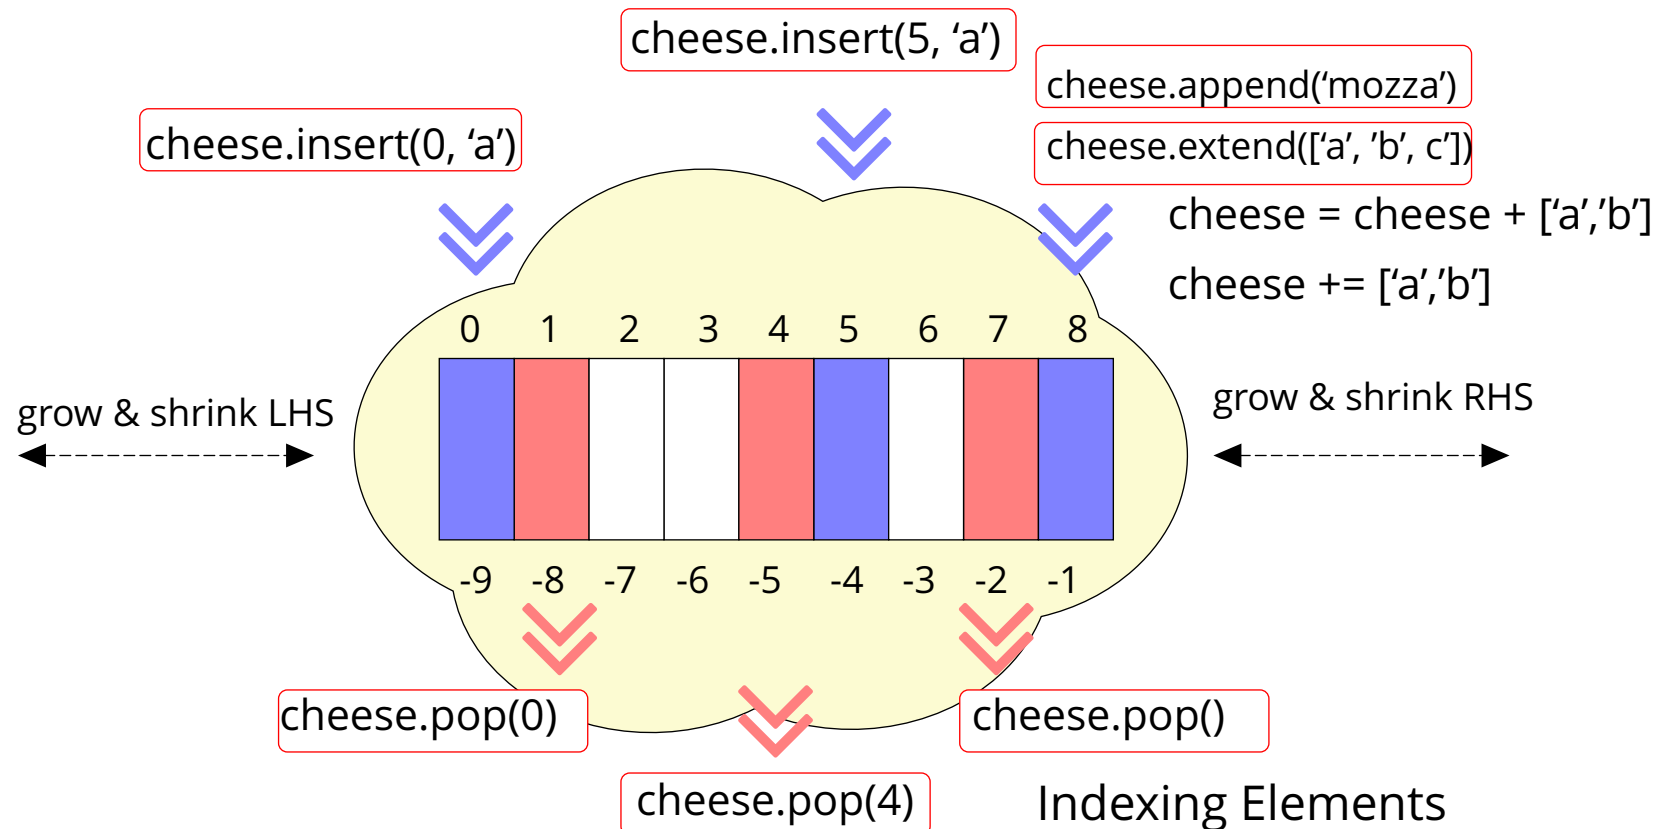 cheese.insert(5, ‘a’)
cheese.append(‘mozza’)
cheese.insert(0, ‘a’)
cheese.extend([‘a’, ’b’, c’])
cheese = cheese + [‘a’,’b’]
cheese += [‘a’,’b’]
0 1 2 3 4 5 6 7 8
grow & shrink LHS
grow & shrink RHS
-9 -8 -7 -6 -5 -4 -3 -2 -1
cheese.pop(0)
cheese.pop()
cheese.pop(4)
Indexing Elements